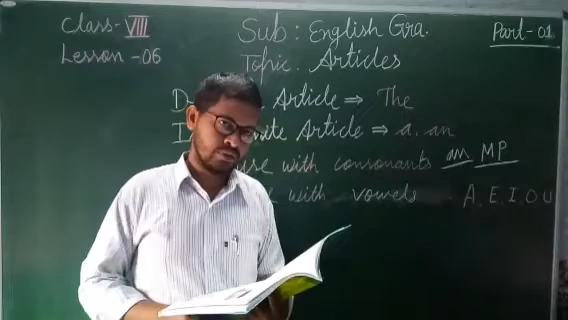 Class- VIII
Lesson -06
Sub : English Gra.
Part-01
Topic. Articles
Article ⇒ The
Article ⇒ a. an
use with consonants an MP
with vowels - A. E. I. O U